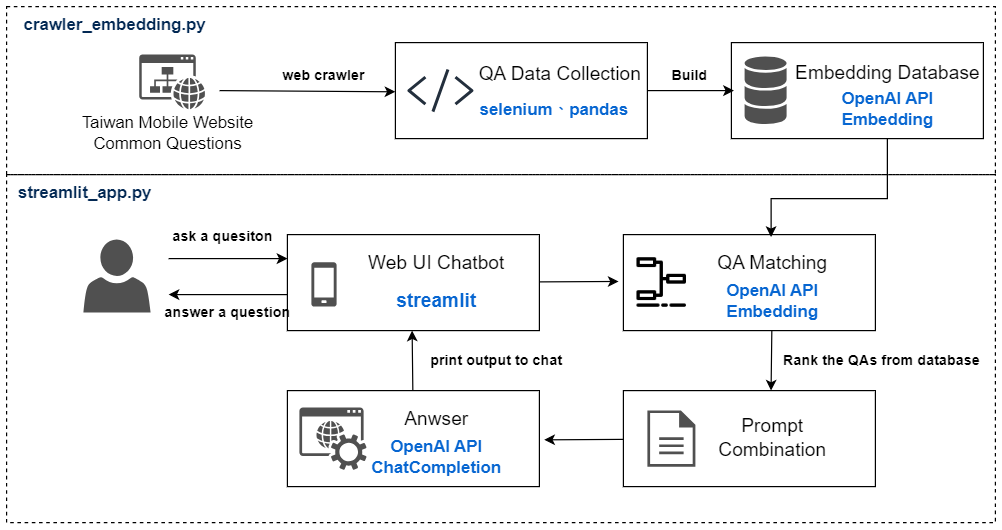 crawler_embedding.py
Taiwan Mobile Website
Common Questions
web crawler
QA Data Collection
selenium、pandas
Build
Embedding Database
OpenAI API
Embedding
streamlit_app.py
ask a quesiton
answer a question
Web UI Chatbot
streamlit
QA Matching
OpenAI API
Embedding
print output to chat
Rank the QAs from database
Anwser
OpenAI API
ChatCompletion
Prompt
Combination